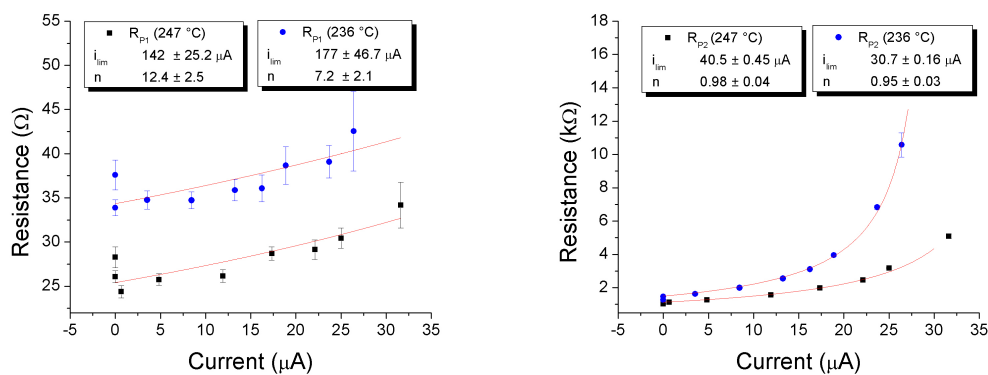 R_P1 (247 °C)
i_lim 142 ± 25.2 μA
n 12.4 ± 2.5
R_P1 (236 °C)
177 ± 46.7 μA
7.2 ± 2.1
55
50
45
40
35
30
25
Resistance (Ω)
-5 0 5 10 15 20 25 30 35
Current (μA)
R_P2 (247 °C)
i_lim 40.5 ± 0.45 μA
n 0.98 ± 0.04
R_P2 (236 °C)
30.7 ± 0.16 μA
0.95 ± 0.03
18
16
14
12
10
8
6
4
2
0
Resistance (kΩ)
-5 0 5 10 15 20 25 30 35
Current (μA)